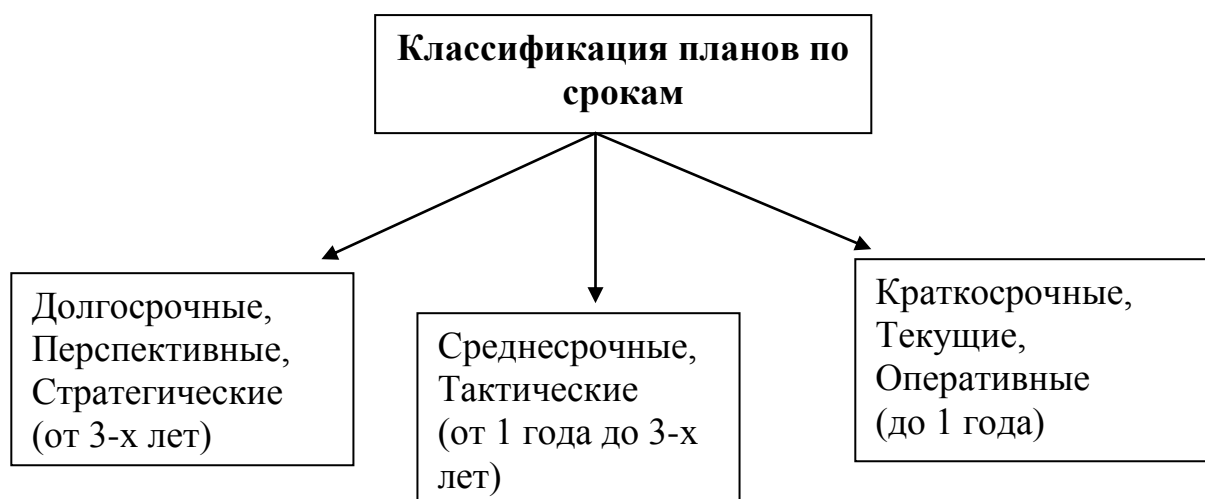 Классификация планов по
срокам
Долгосрочные,
Перспективные,
Стратегические
(от 3-х лет)
Среднесрочные,
Тактические
(от 1 года до 3-х
лет)
Краткосрочные,
Текущие,
Оперативные
(до 1 года)